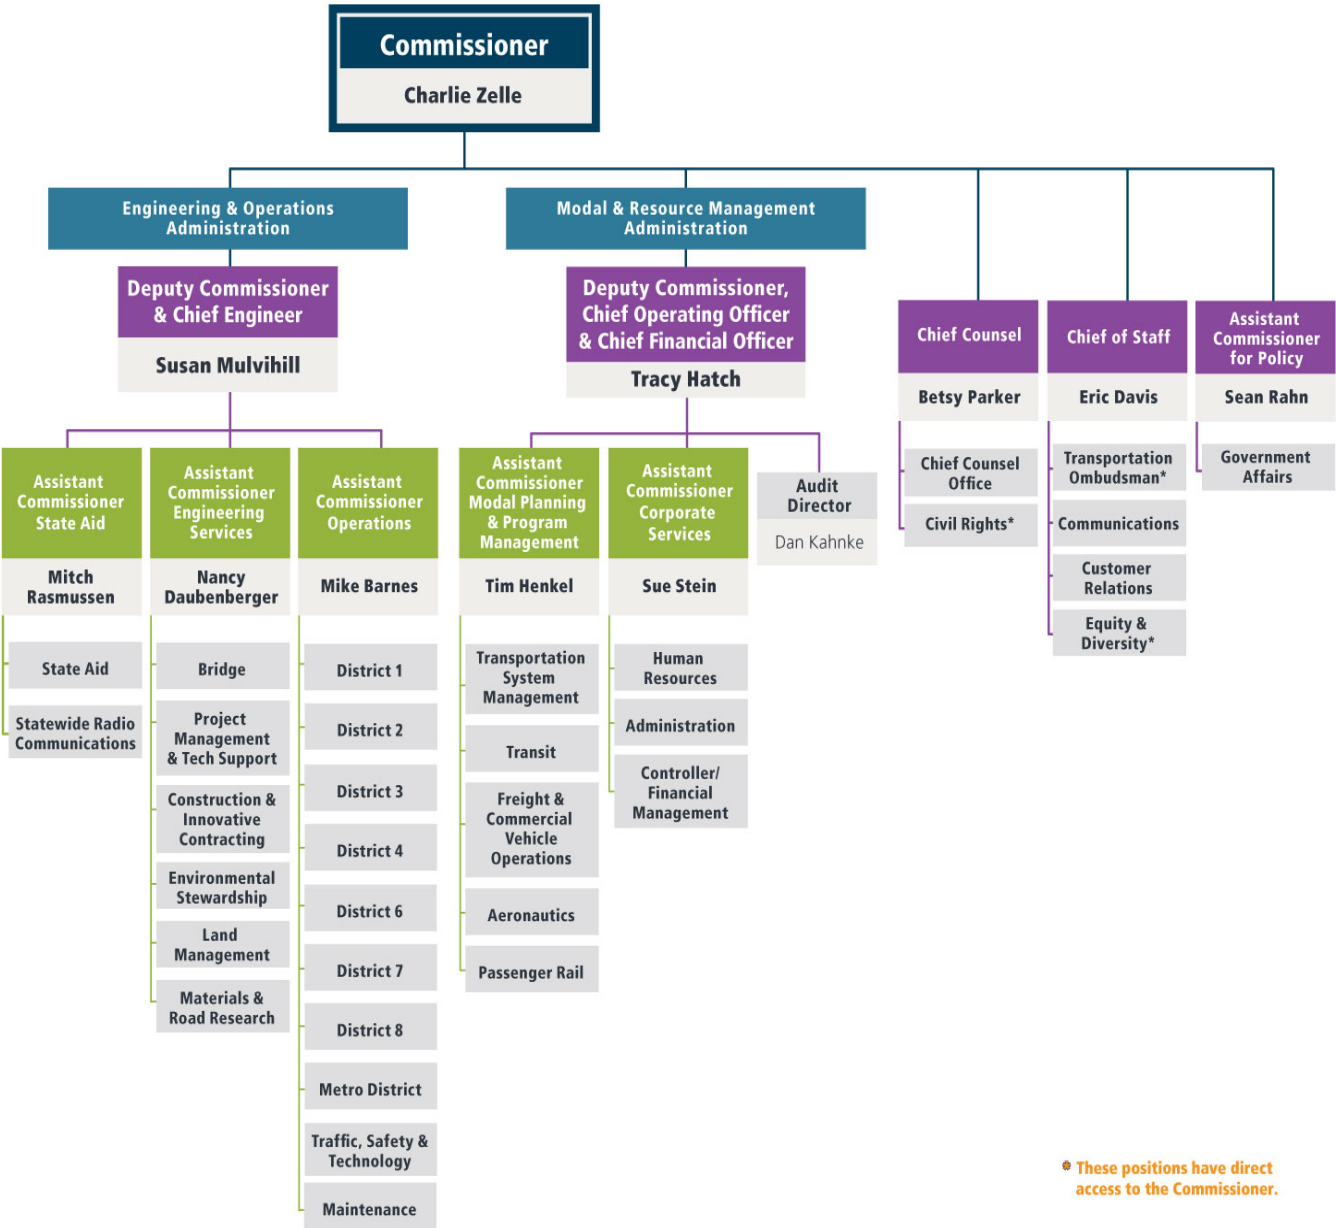 Commissioner
Charlie Zelle
Engineering & Operations
Administration
Deputy Commissioner
& Chief Engineer
Susan Mulvihill
Assistant
Commissioner
State Aid
Mitch
Rasmussen
State Aid
Statewide Radio
Communications
Assistant
Commissioner
Engineering
Services
Nancy
Daubenberger
Bridge
Project
Management
& Tech Support
Construction &
Innovative
Contracting
Environmental
Stewardship
Land
Management
Materials &
Road Research
Assistant
Commissioner
Operations
Mike Barnes
District 1
District 2
District 3
District 4
District 6
District 7
District 8
Metro District
Traffic, Safety &
Technology
Maintenance
Modal & Resource Management
Administration
Deputy Commissioner,
Chief Operating Officer
& Chief Financial Officer
Tracy Hatch
Assistant
Commissioner
Modal Planning
& Program
Management
Tim Henkel
Transportation
System
Management
Transit
Freight &
Commercial
Vehicle
Operations
Aeronautics
Passenger Rail
Assistant
Commissioner
Corporate
Services
Sue Stein
Human
Resources
Administration
Controller/
Financial
Management
Audit
Director
Dan Kahnke
Chief Counsel
Betsy Parker
Chief Counsel
Office
Civil Rights*
Chief of Staff
Eric Davis
Transportation
Ombudsman*
Communications
Customer
Relations
Equity &
Diversity*
Assistant
Commissioner
for Policy
Sean Rahn
Government
Affairs
* These positions have direct
access to the Commissioner.